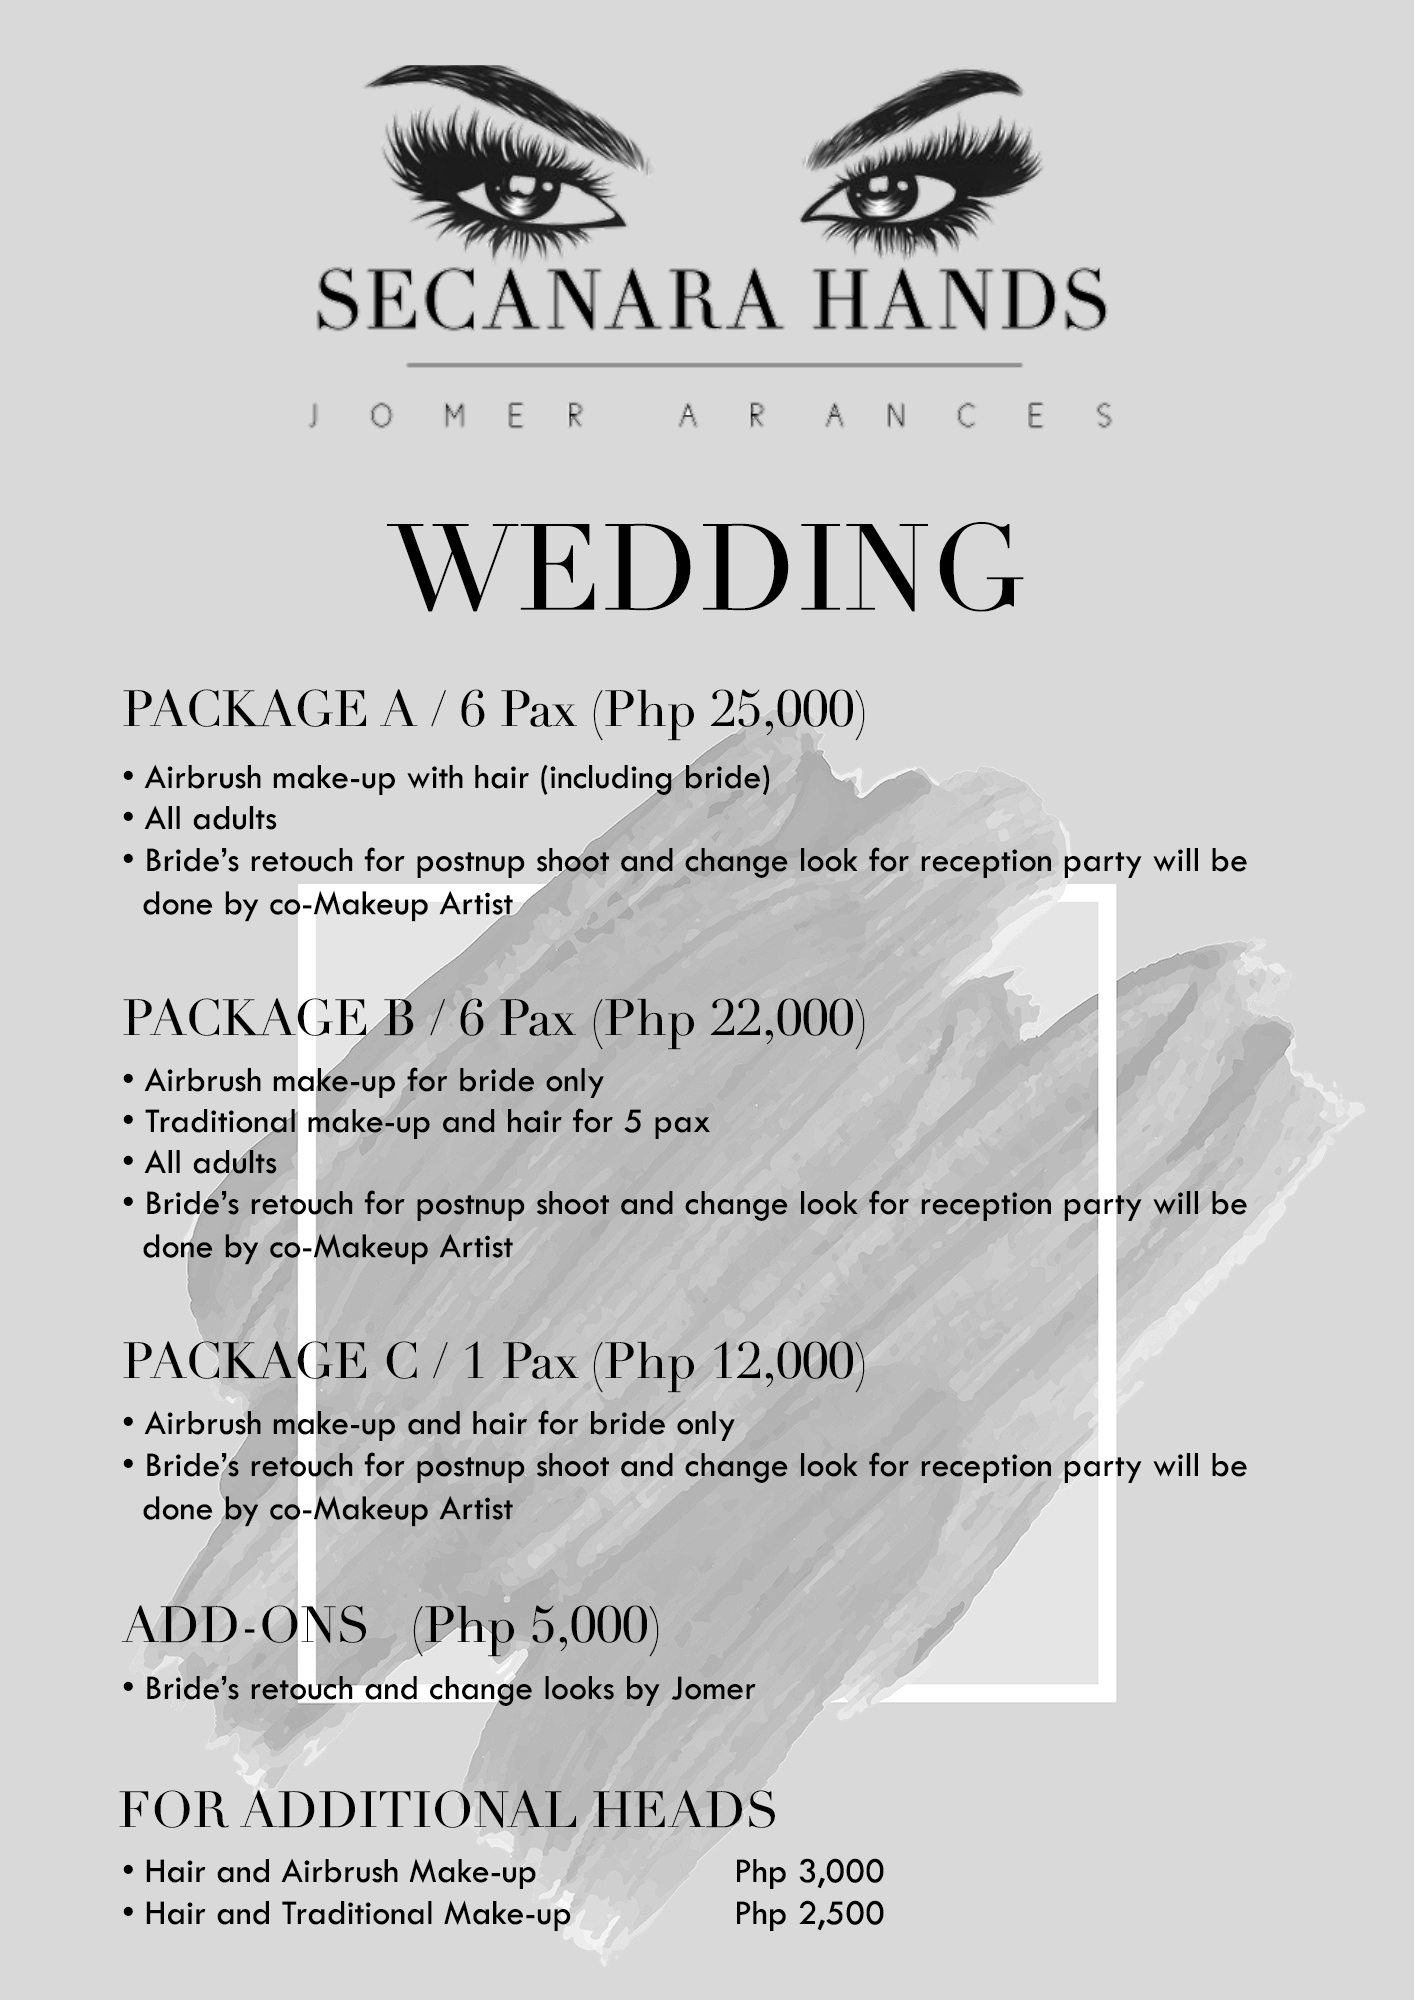 SECANARA HANDS
JOMER ARANCES
WEDDING
PACKAGE A / 6 Pax (Php 25,000)
• Airbrush make-up with hair (including bride)
• All adults
• Bride’s retouch for postnup shoot and change look for reception party will be
done by co-Makeup Artist
PACKAGE B / 6 Pax (Php 22,000)
• Airbrush make-up for bride only
• Traditional make-up and hair for 5 pax
• All adults
• Bride’s retouch for postnup shoot and change look for reception party will be
done by co-Makeup Artist
PACKAGE C / 1 Pax (Php 12,000)
• Airbrush make-up and hair for bride only
• Bride’s retouch for postnup shoot and change look for reception party will be
done by co-Makeup Artist
ADD-ONS (Php 5,000)
• Bride’s retouch and change looks by Jomer
FOR ADDITIONAL HEADS
• Hair and Airbrush Make-up Php 3,000
• Hair and Traditional Make-up Php 2,500